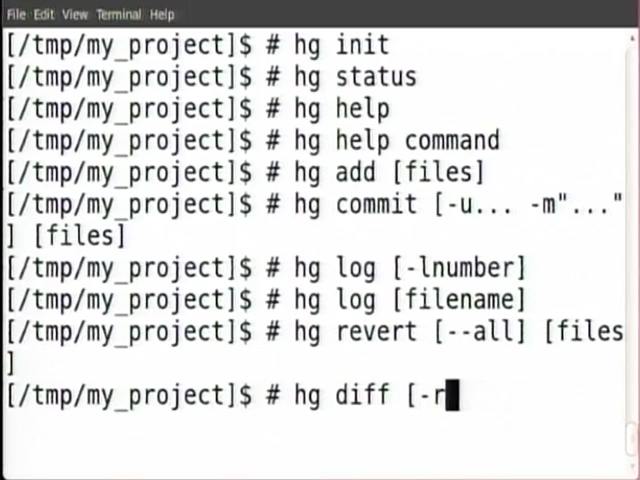 File Edit View Terminal Help
[/tmp/my_project]$ # hg init
[/tmp/my_project]$ # hg status
[/tmp/my_project]$ # hg help
[/tmp/my_project]$ # hg help command
[/tmp/my_project]$ # hg add [files]
[/tmp/my_project]$ # hg commit [-u... -m"..."
] [files]
[/tmp/my_project]$ # hg log [-lnumber]
[/tmp/my_project]$ # hg log [filename]
[/tmp/my_project]$ # hg revert [--all] [files
]
[/tmp/my_project]$ # hg diff [-r